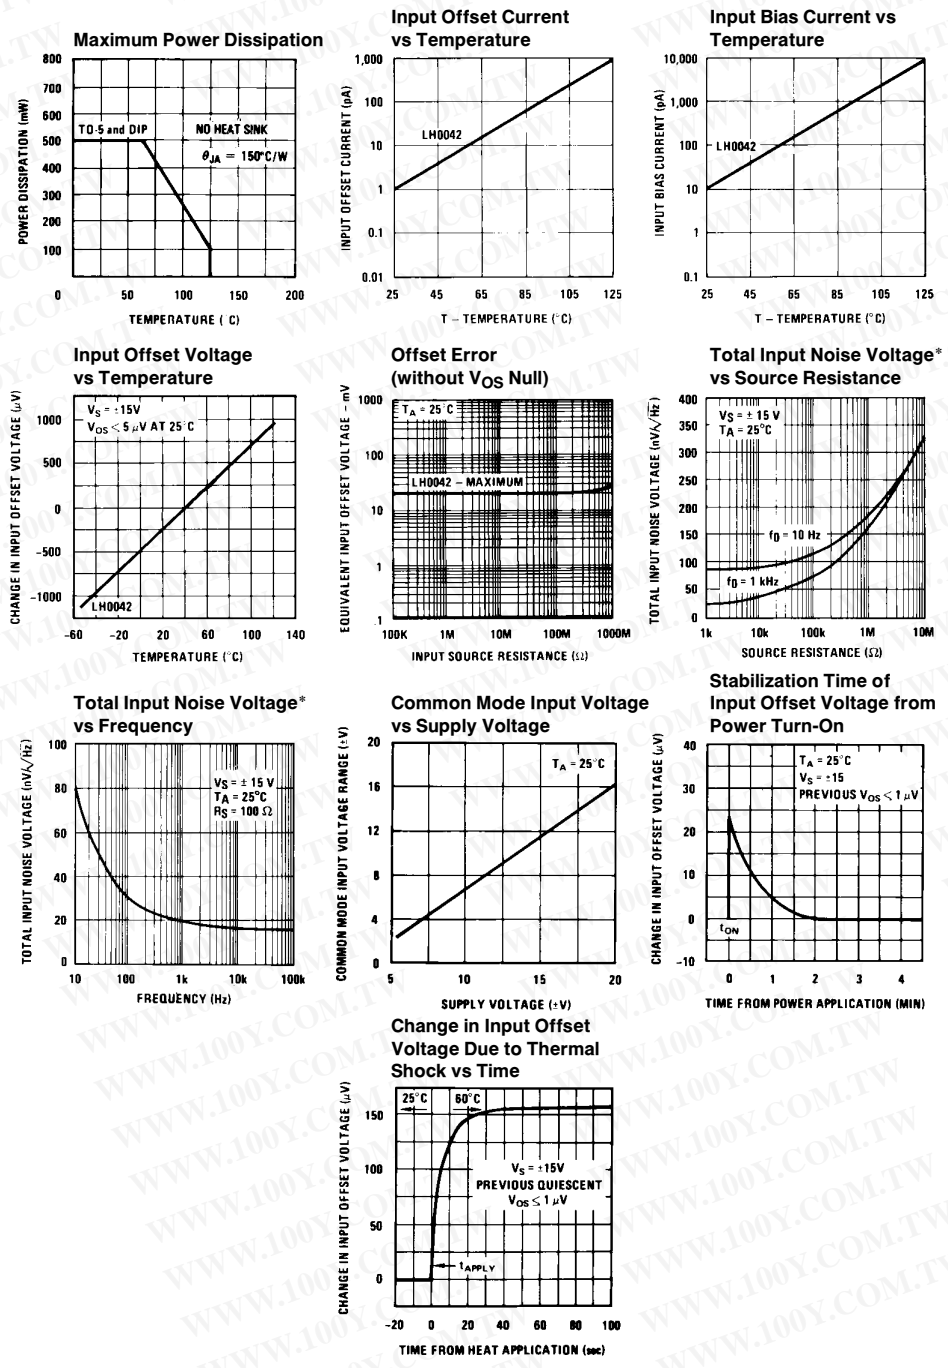 Maximum Power Dissipation
POWER DISSIPATION (mW)
800
700
600
500
400
300
200
100
TO-5 and DIP
NO HEAT SINK
θJA = 150°C/W
0 50 100 150 200
TEMPERATURE (°C)
Input Offset Current
vs Temperature
INPUT OFFSET CURRENT (pA)
1,000
100
10
1
0.1
0.01
LH0042
25 45 65 85 105 125
T – TEMPERATURE (°C)
Input Bias Current vs
Temperature
INPUT BIAS CURRENT (pA)
10,000
1,000
100
10
1
0.1
LH0042
25 45 65 85 105 125
T – TEMPERATURE (°C)
Input Offset Voltage
vs Temperature
CHANGE IN INPUT OFFSET VOLTAGE (µV)
1000
500
0
–500
–1000
VS = ±15V
VOS < 5 µV AT 25°C
LH0042
–60 –20 20 60 100 140
TEMPERATURE (°C)
Offset Error
(without VOS Null)
EQUIVALENT INPUT OFFSET VOLTAGE – mV
1000
100
10
1
.1
TA = 25°C
LH0042 – MAXIMUM
100K 1M 10M 100M 1000M
INPUT SOURCE RESISTANCE (Ω)
Total Input Noise Voltage*
vs Source Resistance
TOTAL INPUT NOISE VOLTAGE (nV/√Hz)
400
350
300
250
200
150
100
50
0
VS = ± 15 V
TA = 25°C
f0 = 10 Hz
f0 = 1 kHz
1k 10k 100k 1M 10M
SOURCE RESISTANCE (Ω)
Total Input Noise Voltage*
vs Frequency
TOTAL INPUT NOISE VOLTAGE (nV/√Hz)
100
80
60
40
20
0
VS = ± 15 V
TA = 25°C
RS = 100 Ω
10 100 1k 10k 100k
FREQUENCY (Hz)
Common Mode Input Voltage
vs Supply Voltage
COMMON MODE INPUT VOLTAGE RANGE (±V)
20
16
12
8
4
0
TA = 25°C
5 10 15 20
SUPPLY VOLTAGE (±V)
Stabilization Time of
Input Offset Voltage from
Power Turn-On
CHANGE IN INPUT OFFSET VOLTAGE (µV)
40
30
20
10
0
–10
TA = 25°C
VS = ±15
PREVIOUS VOS < 1 µV
tON
0 1 2 3 4
TIME FROM POWER APPLICATION (MIN)
Change in Input Offset
Voltage Due to Thermal
Shock vs Time
CHANGE IN INPUT OFFSET VOLTAGE (µV)
150
100
50
0
25°C 60°C
VS = ±15V
PREVIOUS QUIESCENT
VOS ≤ 1 µV
tAPPLY
–20 0 20 40 60 80 100
TIME FROM HEAT APPLICATION (sec)
WWW.100Y.COM.TW